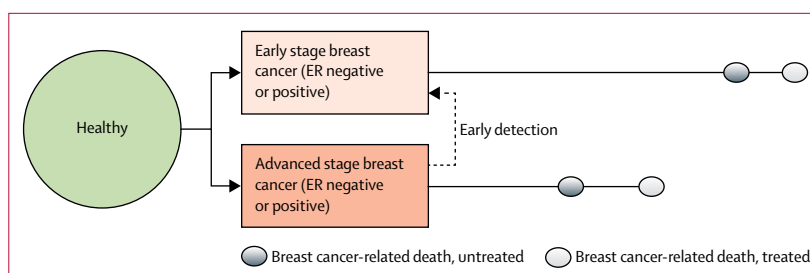 Healthy
Early stage breast
cancer (ER negative
or positive)
Early detection
Advanced stage breast
cancer (ER negative
or positive)
Breast cancer-related death, untreated
Breast cancer-related death, treated